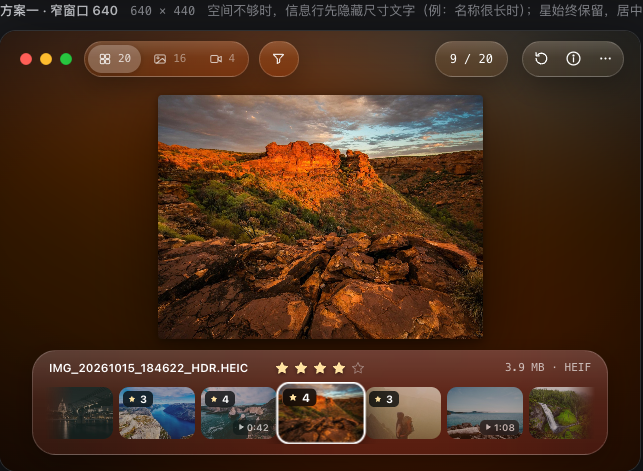 方案一 · 窄窗口 640 640 × 440 空间不够时，信息行先隐藏尺寸文字（例：名称很长时）；星始终保留，居中
20 16 4 9 / 20
IMG_20261015_184622_HDR.HEIC 3.9 MB · HEIF
3 4 4 3
0:42 1:08